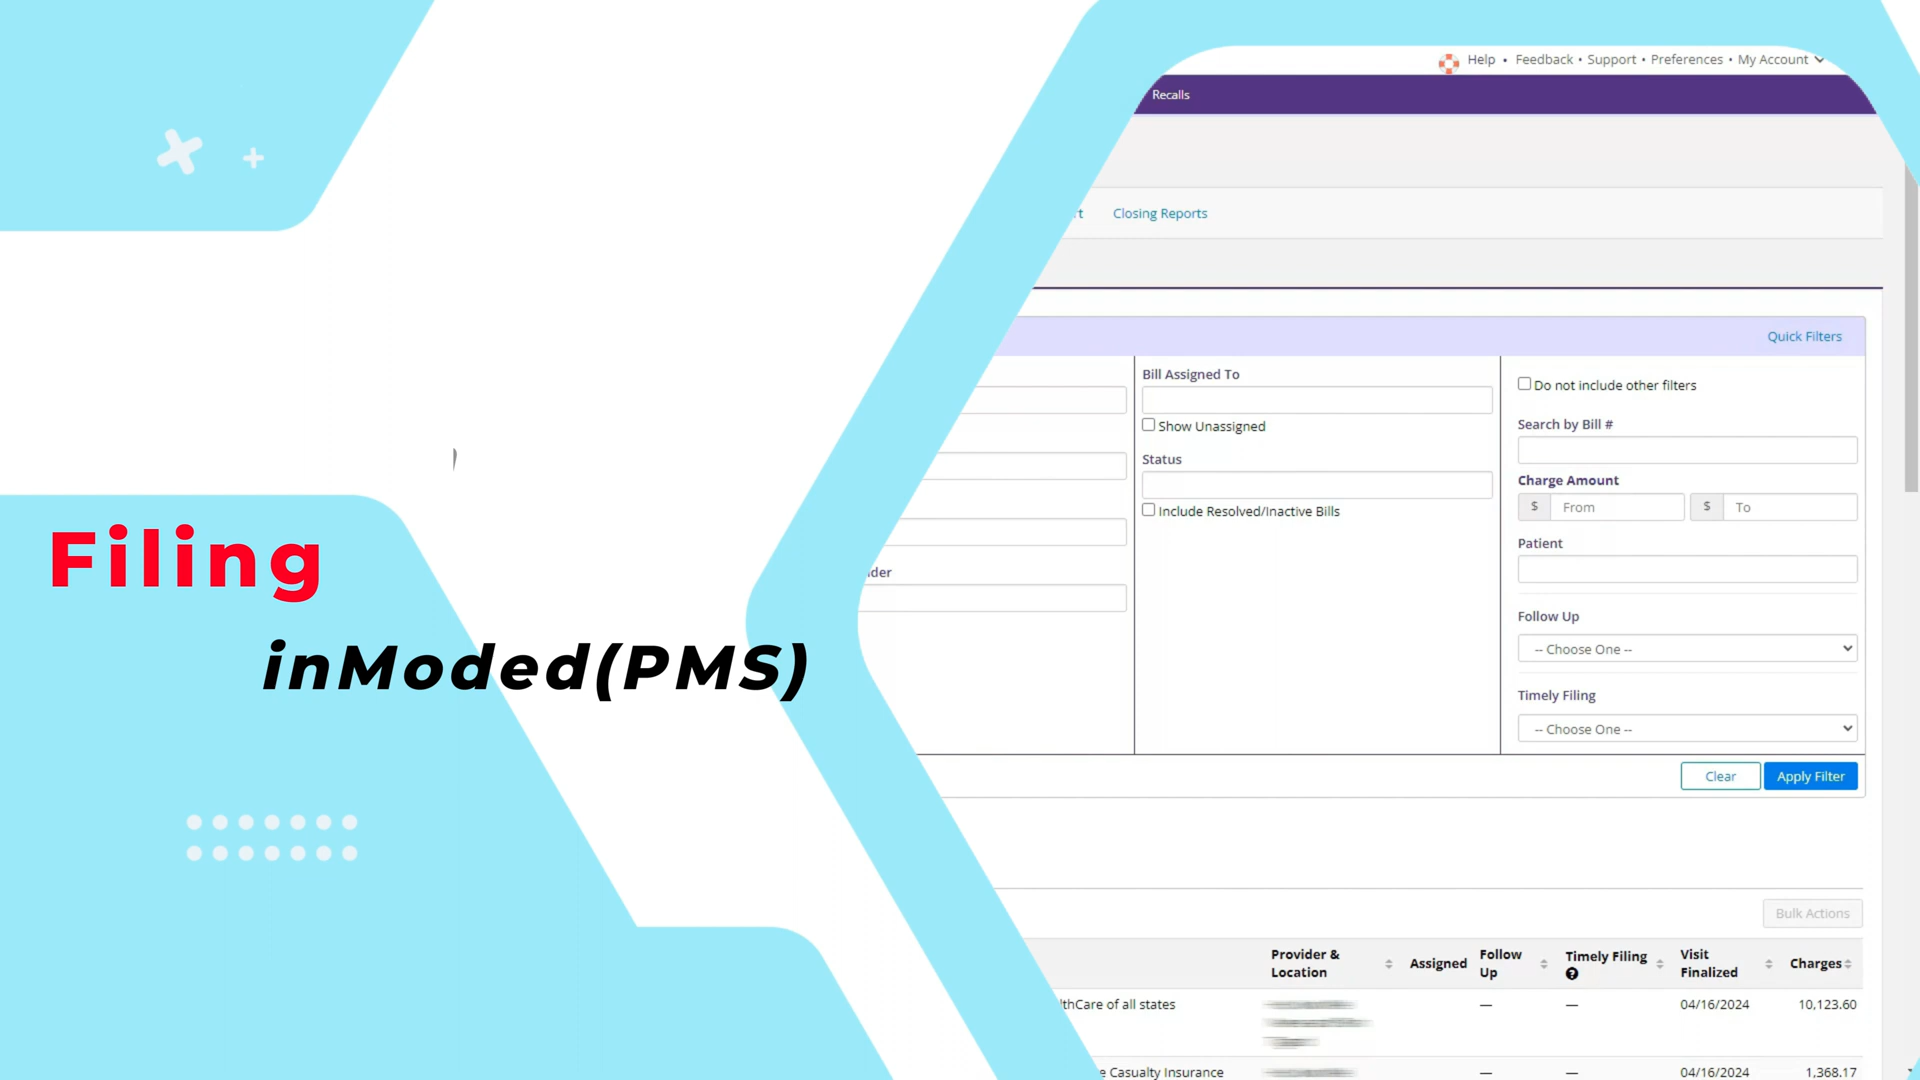 Help • Feedback • Support • Preferences • My Account
Recalls
Closing Reports
Quick Filters
Bill Assigned To
Show Unassigned
Status
Include Resolved/Inactive Bills
Do not include other filters
Search by Bill #
Charge Amount
$ From $ To
Patient
Follow Up
-- Choose One --
Timely Filing
-- Choose One --
Clear Apply Filter
Filing
inModed(PMS)
Bulk Actions
Provider & Location Assigned Follow Up Timely Filing Visit Finalized Charges
of all states — — 04/16/2024 10,123.60
Casualty Insurance — — 04/16/2024 1,368.17